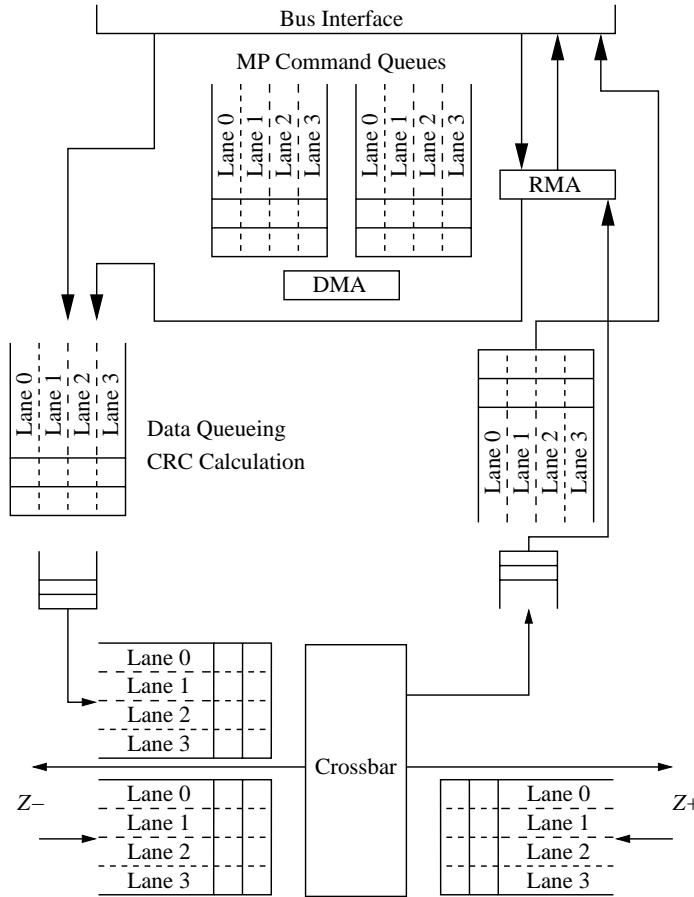 Bus Interface
MP Command Queues
Lane 0
Lane 1
Lane 2
Lane 3
Lane 0
Lane 1
Lane 2
Lane 3
RMA
DMA
Lane 0
Lane 1
Lane 2
Lane 3
Data Queueing
CRC Calculation
Lane 0
Lane 1
Lane 2
Lane 3
Lane 0
Lane 1
Lane 2
Lane 3
Crossbar
Z−
Lane 0
Lane 1
Lane 2
Lane 3
Lane 0
Lane 1
Lane 2
Lane 3
Z+